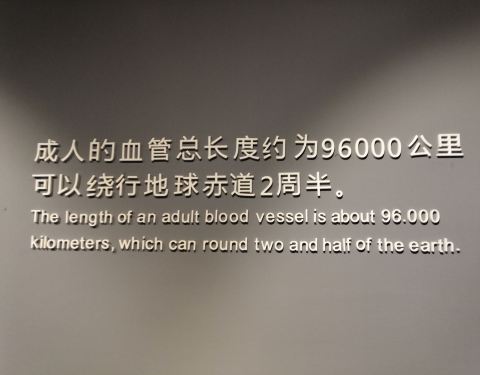 成人的血管总长度约为96000公里
可以绕行地球赤道2周半。
The length of an adult blood vessel is about 96.000
kilometers, which can round two and half of the earth.